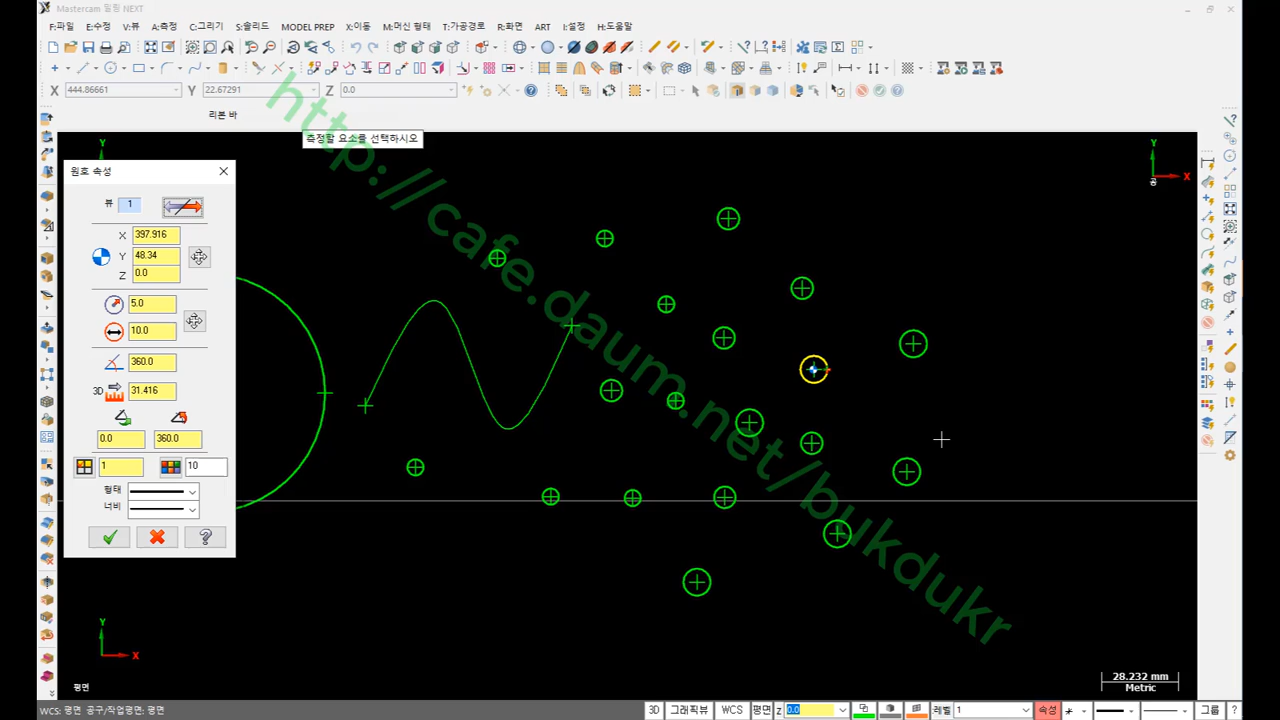 Mastercam 밀링 NEXT
F:파일 E:수정 V:뷰 A:측정 C:그리기 S:솔리드 MODEL PREP X:이동 M:머신 형태 T:가공경로 R:화면 ART I:설정 H:도움말
X 444.86661 Y 22.67291 Z 0.0
리본 바
측정할 요소를 선택하시오
Y
Y
X
공
원호 속성
뷰 1
X 397.916
Y 48.34
Z 0.0
5.0
10.0
360.0
3D 31.416
0.0 360.0
1 10
형태
너비
http://cafe.daum.net/bukdukr
Y
X
평면
28.232 mm
Metric
WCS: 평면 공구/작업평면: 평면 3D 그래픽뷰 WCS 평면 Z 0.0 레벨 1 속성 그룹 ?